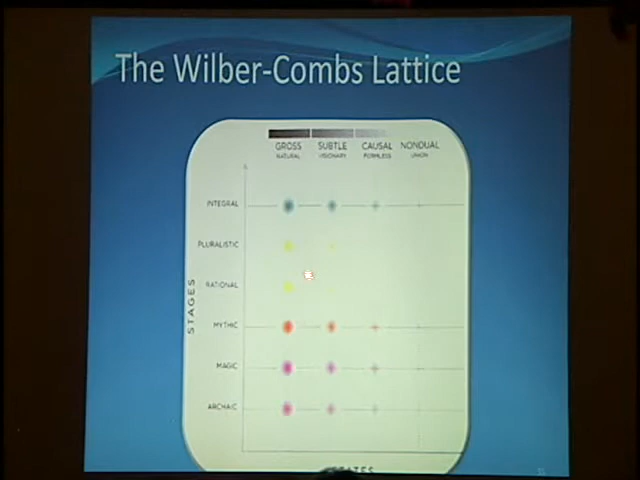 The Wilber-Combs Lattice
GROSS SUBTLE CAUSAL NONDUAL
NATURAL VISIONARY FORMLESS UNION
INTEGRAL
PLURALISTIC
RATIONAL
MYTHIC
MAGIC
ARCHAIC
STAGES